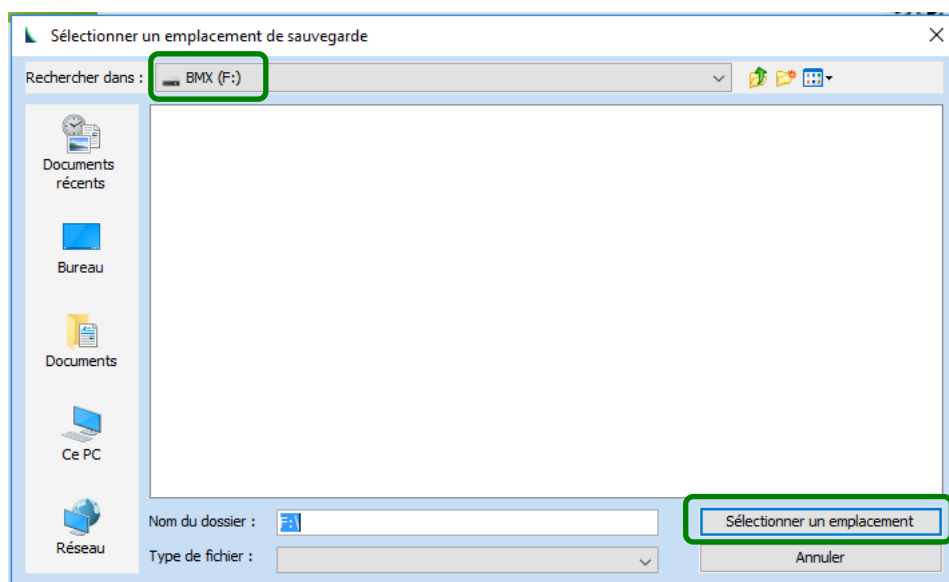 Sélectionner un emplacement de sauvegarde
Rechercher dans : BMX (F:)
Documents
récents
Bureau
Documents
Ce PC
Réseau
Nom du dossier : F:\
Sélectionner un emplacement
Type de fichier :
Annuler